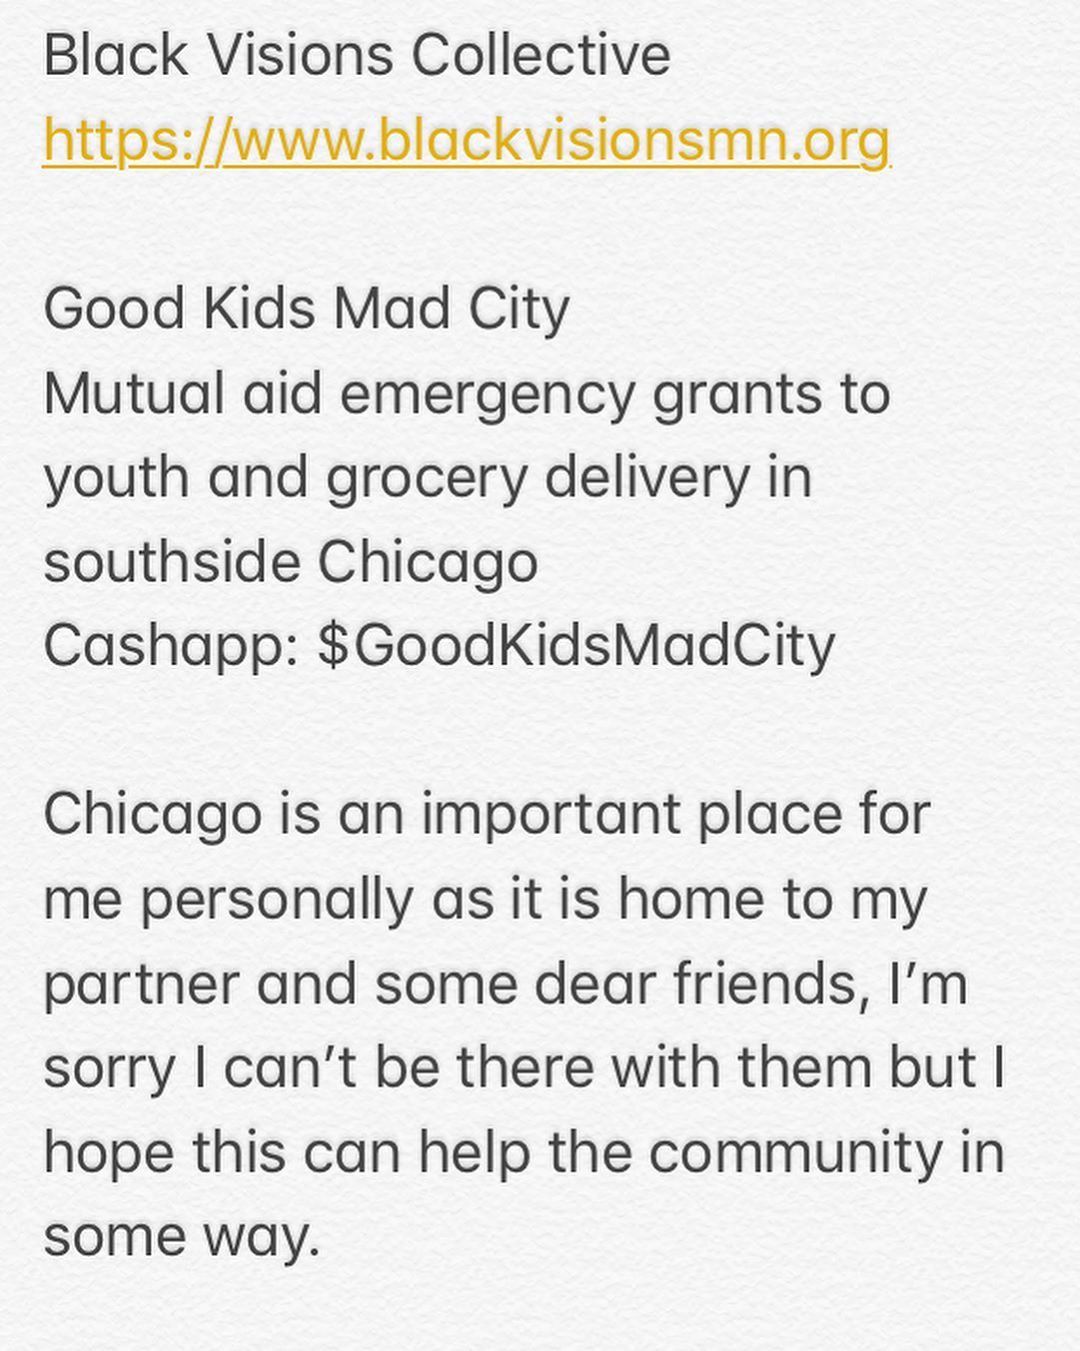 Black Visions Collective
https://www.blackvisionsmn.org
Good Kids Mad City
Mutual aid emergency grants to
youth and grocery delivery in
southside Chicago
Cashapp: $GoodKidsMadCity
Chicago is an important place for
me personally as it is home to my
partner and some dear friends, I’m
sorry I can’t be there with them but I
hope this can help the community in
some way.